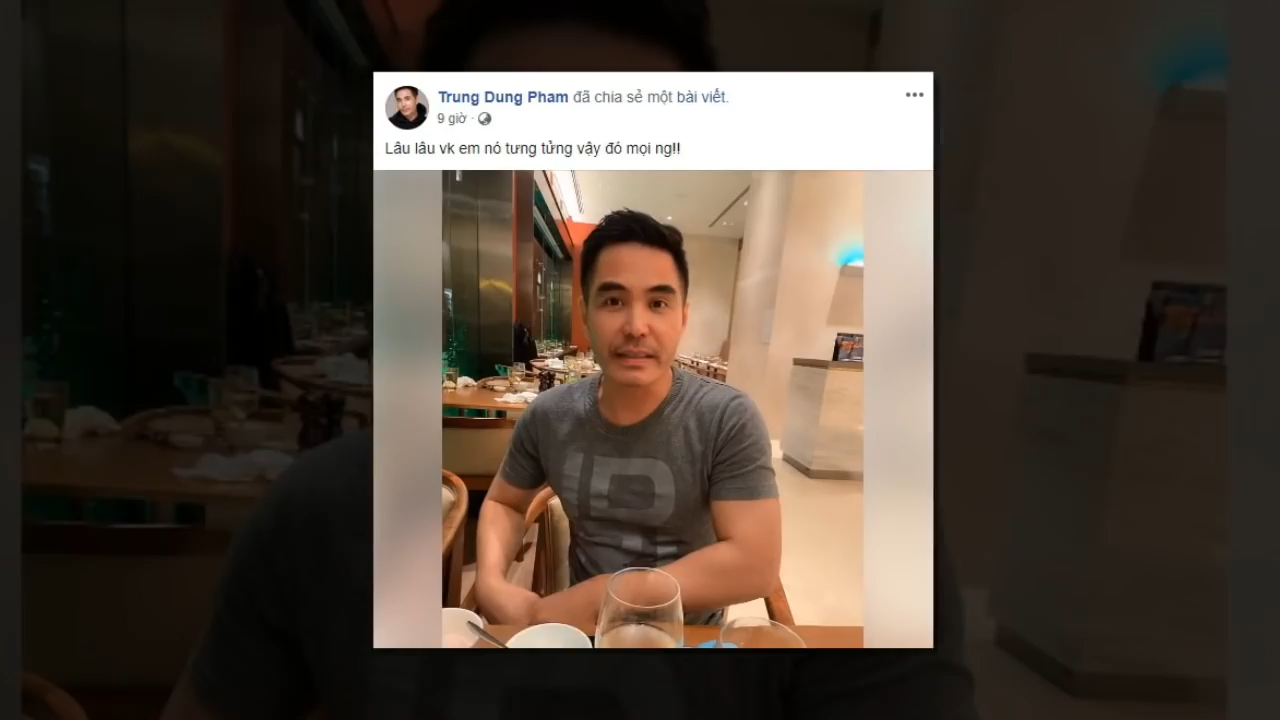 Trung Dung Pham đã chia sẻ một bài viết.
9 giờ ·
Lâu lâu vk em nó tưng tửng vậy đó mọi ng!!